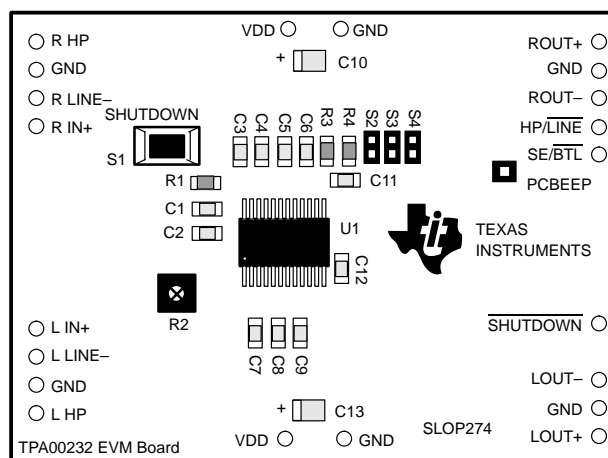 VDD
GND
R HP
GND
R LINE–
R IN+
+
C10
ROUT+
GND
ROUT–
HP/LINE
SE/BTL
SHUTDOWN
S1
C3
C4
C5
C6
R3
R4
S2
S3
S4
R1
C11
PCBEEP
C1
C2
U1
TEXAS
INSTRUMENTS
C12
R2
L IN+
L LINE–
GND
L HP
C7
C8
C9
SHUTDOWN
LOUT–
GND
LOUT+
+
C13
SLOP274
TPA00232 EVM Board
VDD
GND